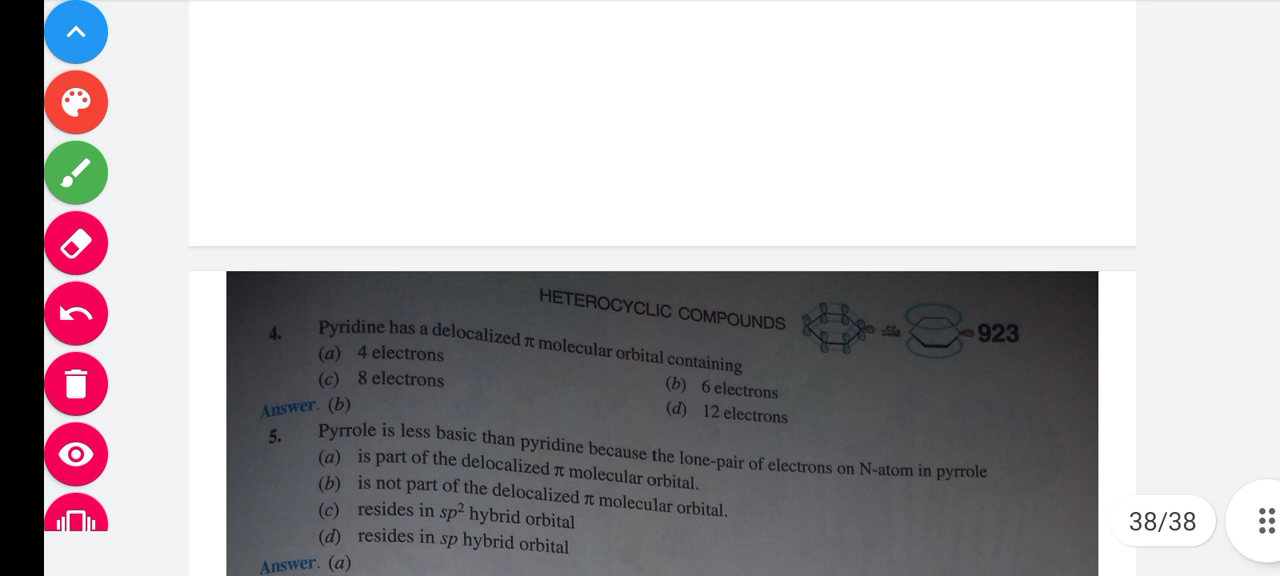 HETEROCYCLIC COMPOUNDS 923
4. Pyridine has a delocalized π molecular orbital containing
(a) 4 electrons
(b) 6 electrons
(c) 8 electrons
(d) 12 electrons
Answer. (b)
5. Pyrrole is less basic than pyridine because the lone-pair of electrons on N-atom in pyrrole
(a) is part of the delocalized π molecular orbital.
(b) is not part of the delocalized π molecular orbital.
(c) resides in sp² hybrid orbital
(d) resides in sp hybrid orbital
Answer. (a)
38/38